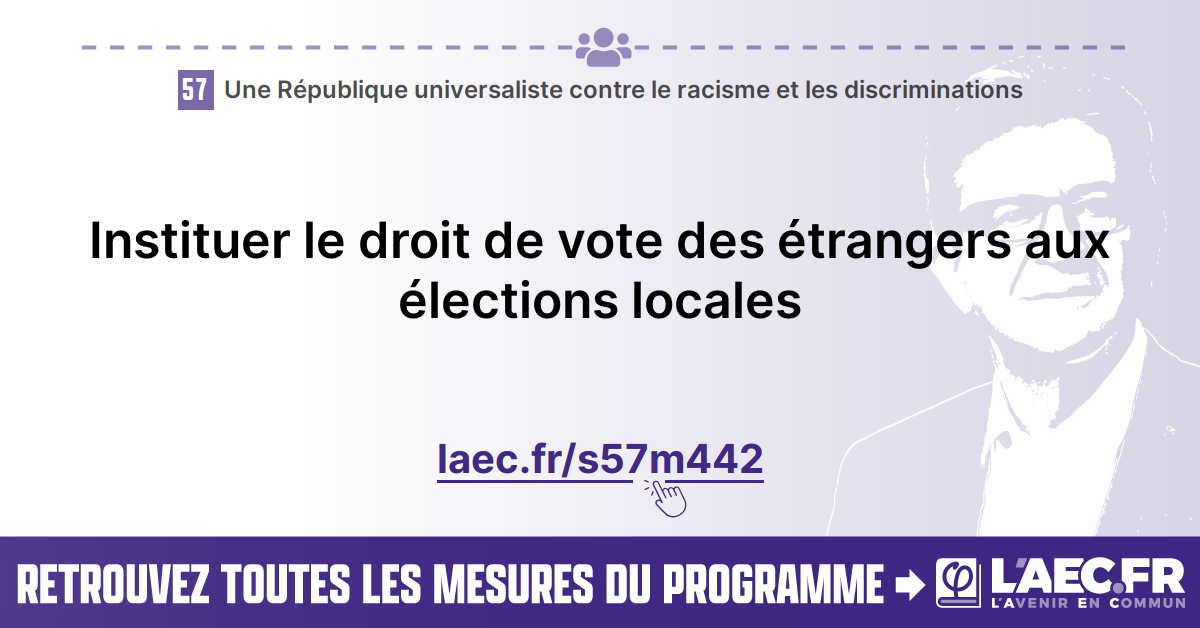 57 Une République universaliste contre le racisme et les discriminations
Instituer le droit de vote des étrangers aux
élections locales
laec.fr/s57m442
RETROUVEZ TOUTES LES MESURES DU PROGRAMME
φ L'AEC.FR
L'AVENIR EN COMMUN